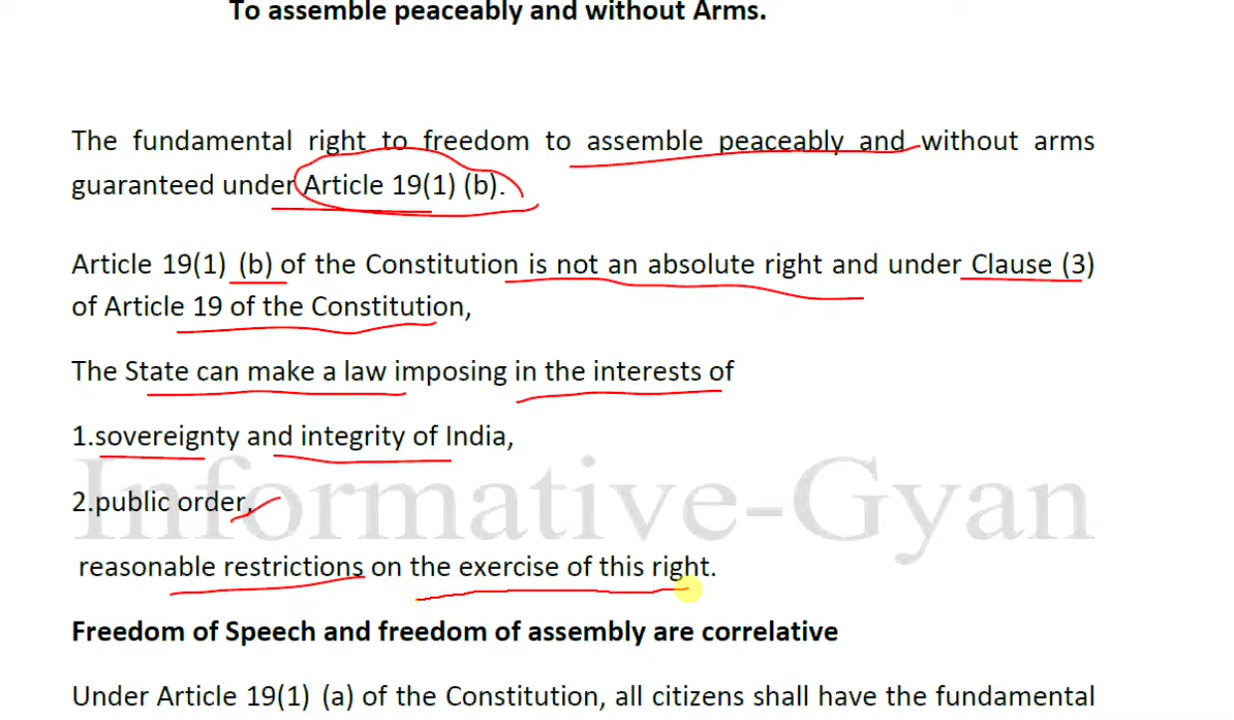 To assemble peaceably and without Arms.
The fundamental right to freedom to assemble peaceably and without arms
guaranteed under Article 19(1) (b).
Article 19(1) (b) of the Constitution is not an absolute right and under Clause (3)
of Article 19 of the Constitution,
The State can make a law imposing in the interests of
1.sovereignty and integrity of India,
Informative-Gyan
2.public order,
reasonable restrictions on the exercise of this right.
Freedom of Speech and freedom of assembly are correlative
Under Article 19(1) (a) of the Constitution, all citizens shall have the fundamental